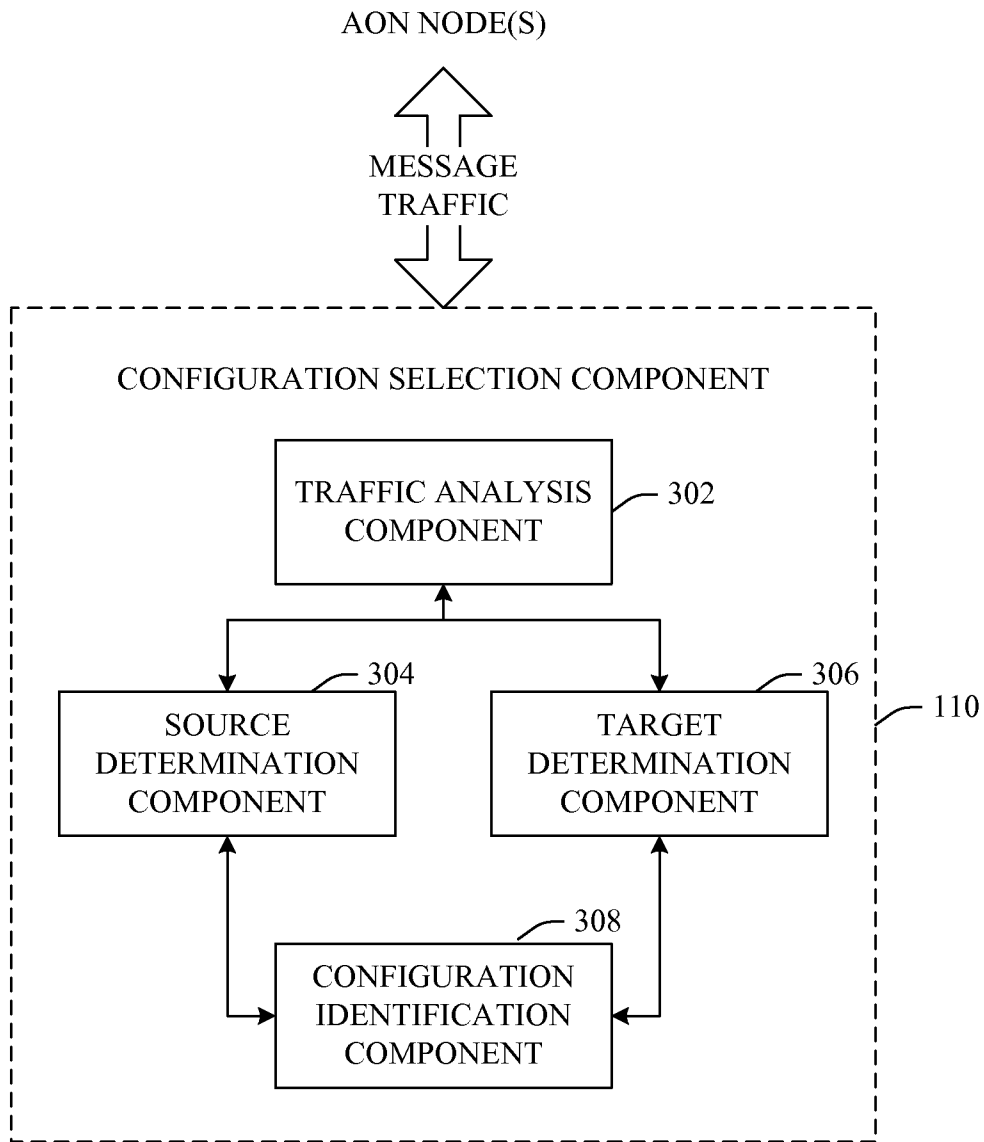 AON NODE(S)
MESSAGE
TRAFFIC
CONFIGURATION SELECTION COMPONENT
TRAFFIC ANALYSIS
COMPONENT
302
304
306
SOURCE
DETERMINATION
COMPONENT
TARGET
DETERMINATION
COMPONENT
110
308
CONFIGURATION
IDENTIFICATION
COMPONENT